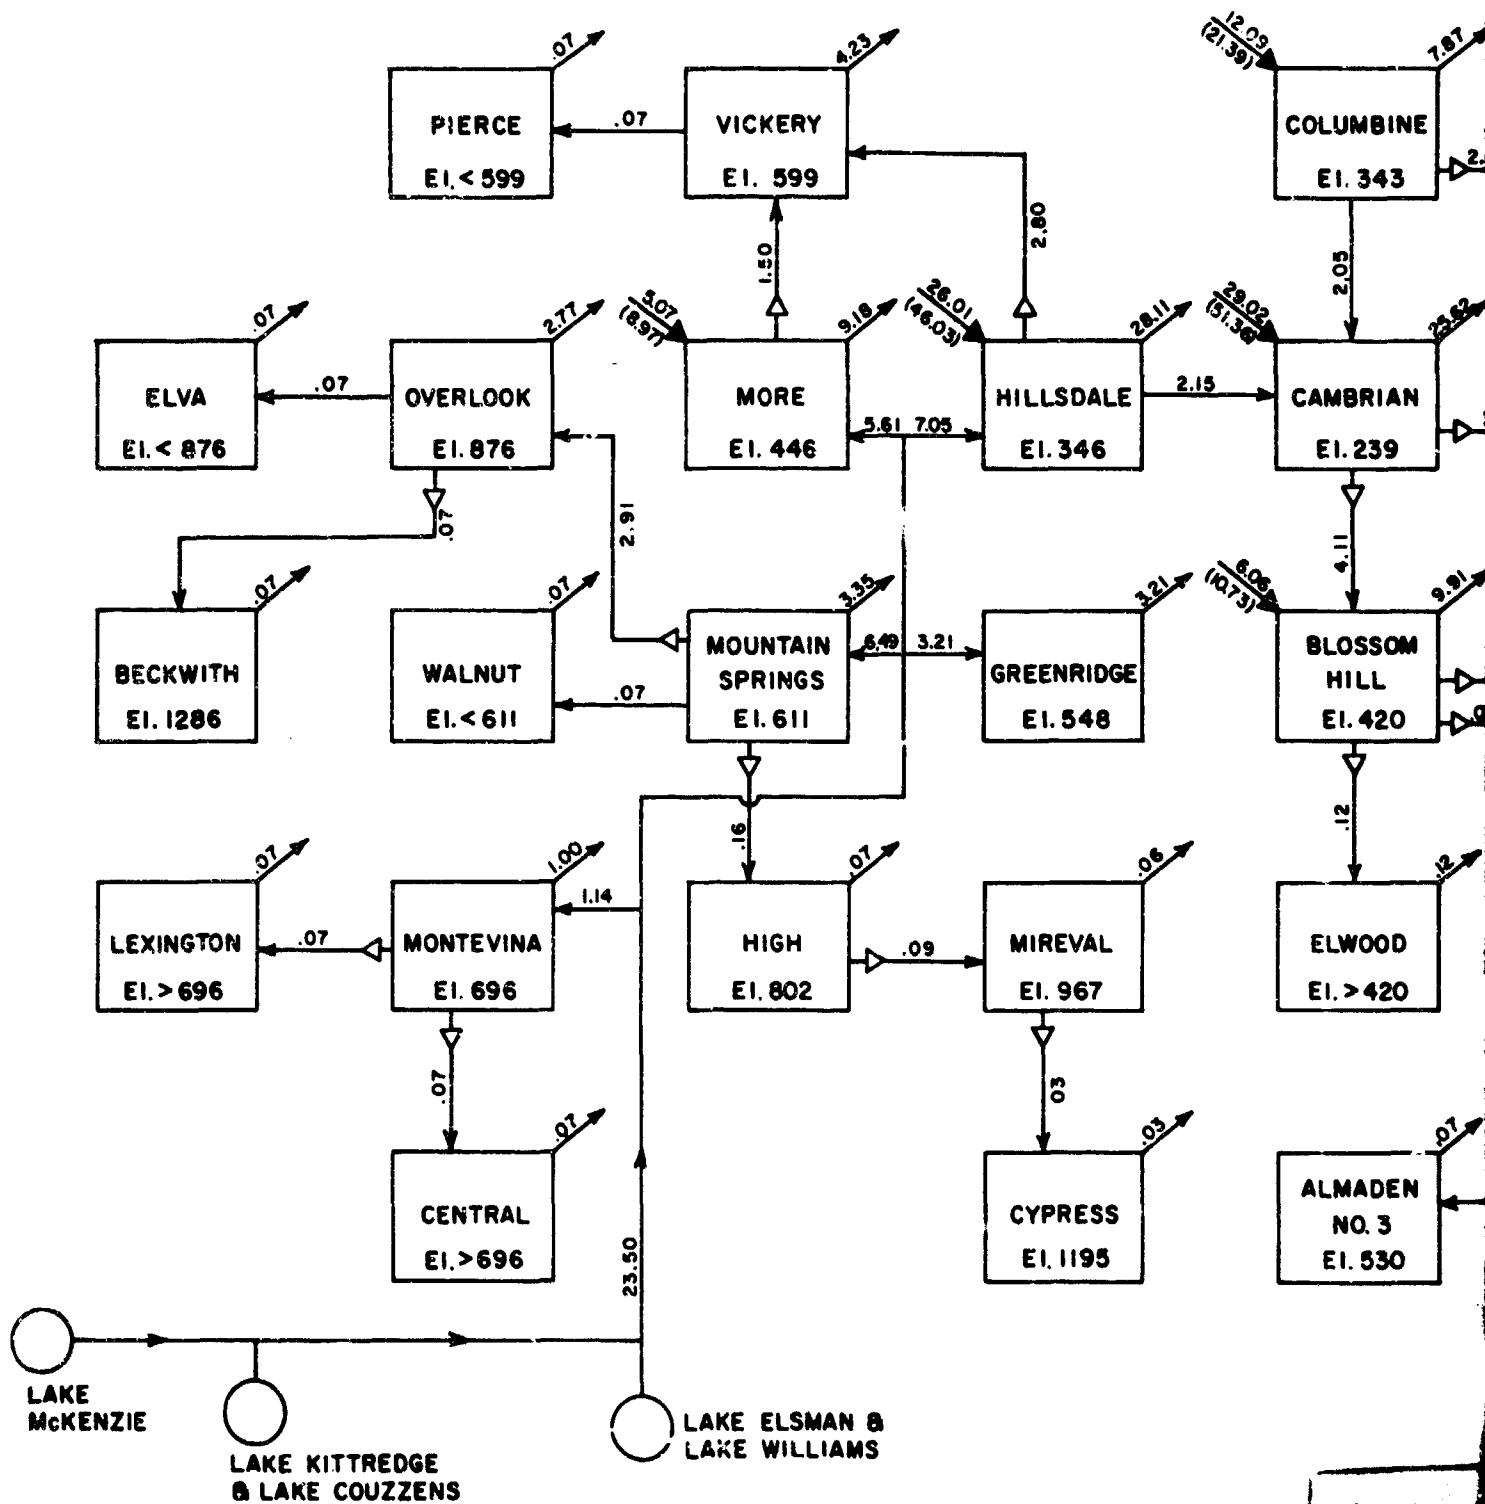 .07
4.23
12.09
(21.39)
7.87
PIERCE
El. < 599
.07
VICKERY
El. 599
COLUMBINE
El. 343
2.
1.50
2.80
2.05
.07
2.77
5.07
(8.97)
9.18
26.01
(46.03)
28.11
29.02
(51.36)
25.62
ELVA
El. < 876
.07
OVERLOOK
El. 876
MORE
El. 446
5.61 7.05
HILLSDALE
El. 346
2.15
CAMBRIAN
El. 239
.07
2.91
4.11
.07
.07
3.35
3.21
6.06
(10.73)
9.91
BECKWITH
El. 1286
WALNUT
El. < 611
.07
MOUNTAIN
SPRINGS
El. 611
6.49 3.21
GREENRIDGE
El. 548
BLOSSOM
HILL
El. 420
.16
.12
.07
1.00
.07
.06
.12
LEXINGTON
El. > 696
.07
MONTEVINA
El. 696
1.14
HIGH
El. 802
.09
MIREVAL
El. 967
ELWOOD
El. > 420
.07
03
.07
.03
.07
CENTRAL
El. > 696
23.50
CYPRESS
El. 1195
ALMADEN
NO. 3
El. 530
LAKE
McKENZIE
LAKE KITTREDGE
& LAKE COUZZENS
LAKE ELSMAN &
LAKE WILLIAMS